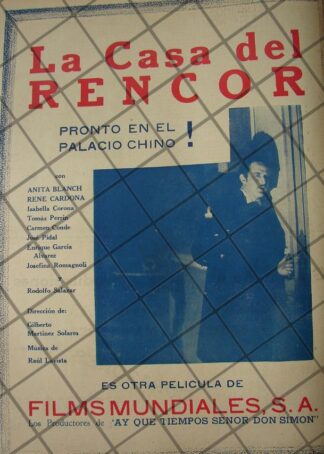 La Casa del
RENCOR
PRONTO EN EL
PALACIO CHINO !
con
ANITA BLANCH
RENE CARDONA
Isabella Corona
Tomás Perrín
Carmen Conde
José Pidal
Enrique García
Alvarez
Josefina Romagnoli
y
Rodolfo Salazar
Dirección de:
Gilberto
Martínez Solares
Música de
Raúl Lavista
ES OTRA PELICULA DE
FILMS MUNDIALES, S. A.
Los Productores de "AY QUE TIEMPOS SEÑOR DON SIMON"